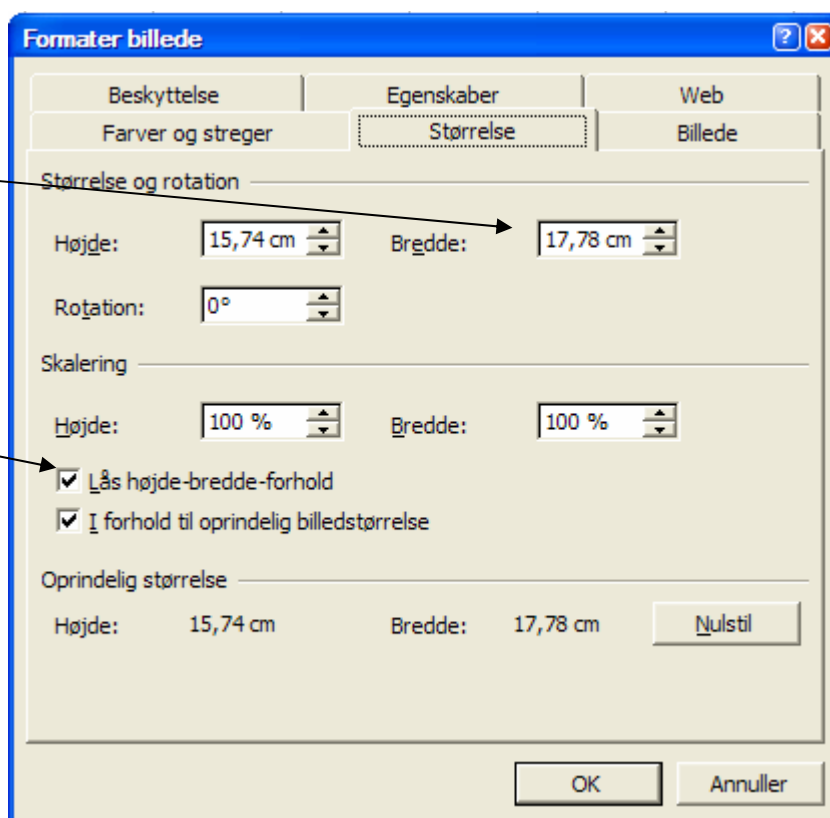 Formater billede
Beskyttelse Egenskaber Web
Farver og streger Størrelse Billede
Størrelse og rotation
Højde: 15,74 cm Bredde: 17,78 cm
Rotation: 0°
Skalering
Højde: 100 % Bredde: 100 %
Lås højde-bredde-forhold
I forhold til oprindelig billedstørrelse
Oprindelig størrelse
Højde: 15,74 cm Bredde: 17,78 cm Nulstil
OK Annuller